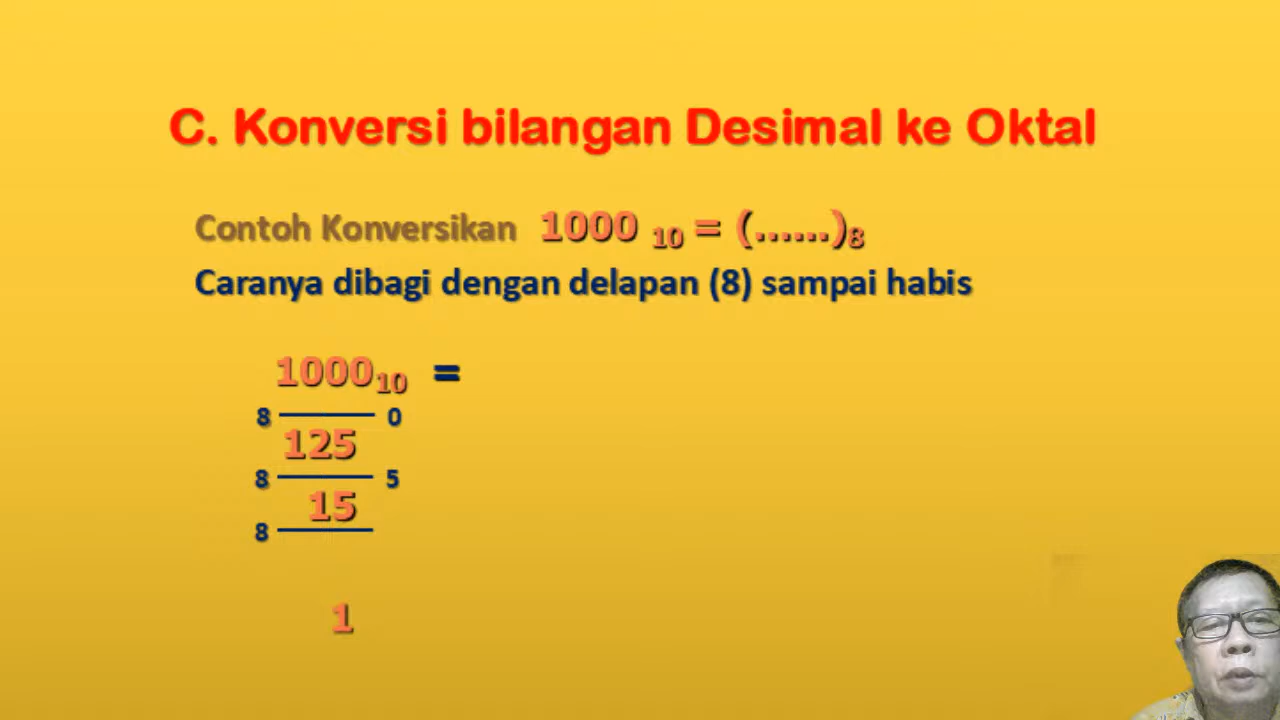 C. Konversi bilangan Desimal ke Oktal
Contoh Konversikan 1000 10 = (......)8
Caranya dibagi dengan delapan (8) sampai habis
1000 10 =
8 0
125
8 5
15
8
1